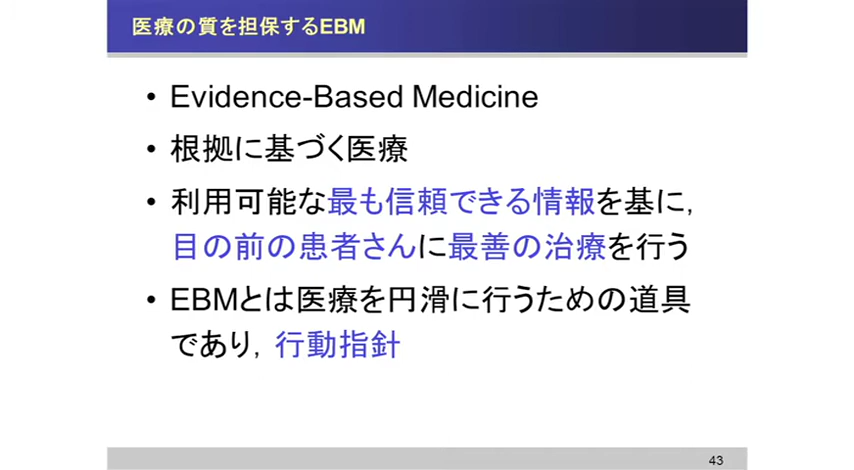 医療の質を担保するEBM
• Evidence-Based Medicine
• 根拠に基づく医療
• 利用可能な最も信頼できる情報を基に，
目の前の患者さんに最善の治療を行う
• EBMとは医療を円滑に行うための道具
であり，行動指針
43